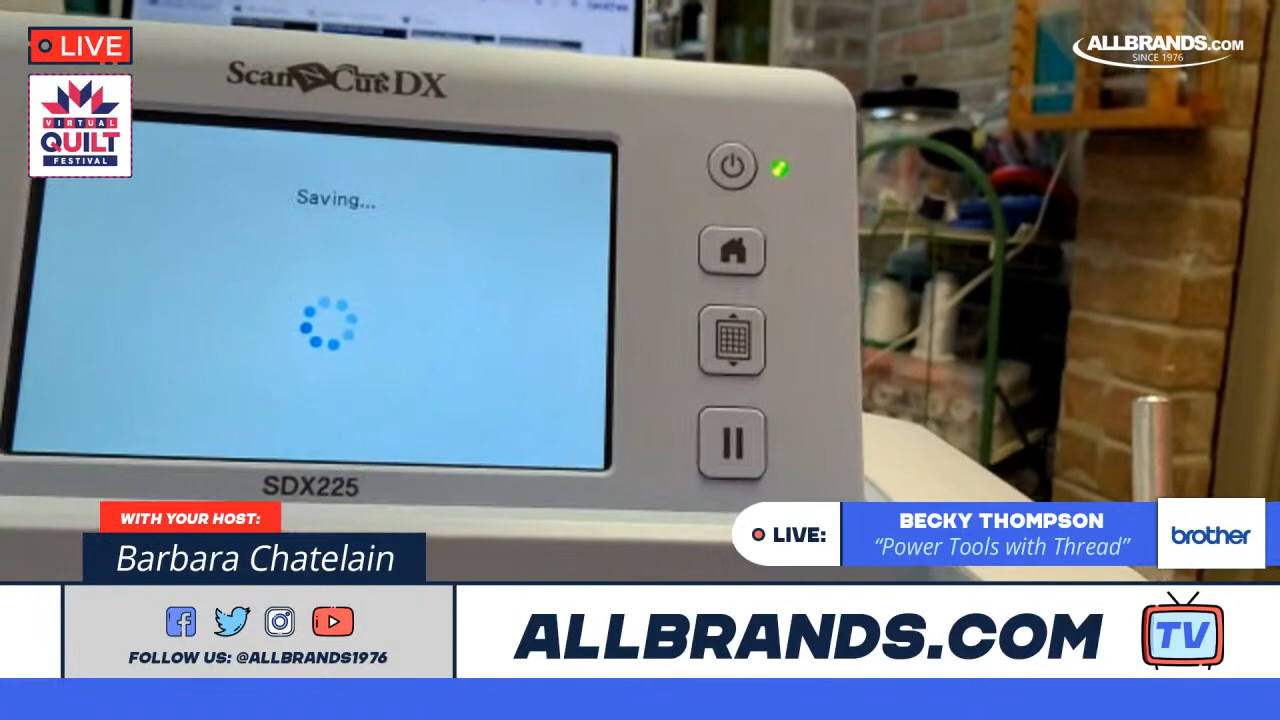 LIVE
VIRTUAL
QUILT
FESTIVAL
ALLBRANDS.COM
SINCE 1976
ScanNCut DX
Saving...
SDX225
WITH YOUR HOST:
Barbara Chatelain
LIVE:
BECKY THOMPSON
“Power Tools with Thread”
brother
FOLLOW US: @ALLBRANDS1976
ALLBRANDS.COM
TV